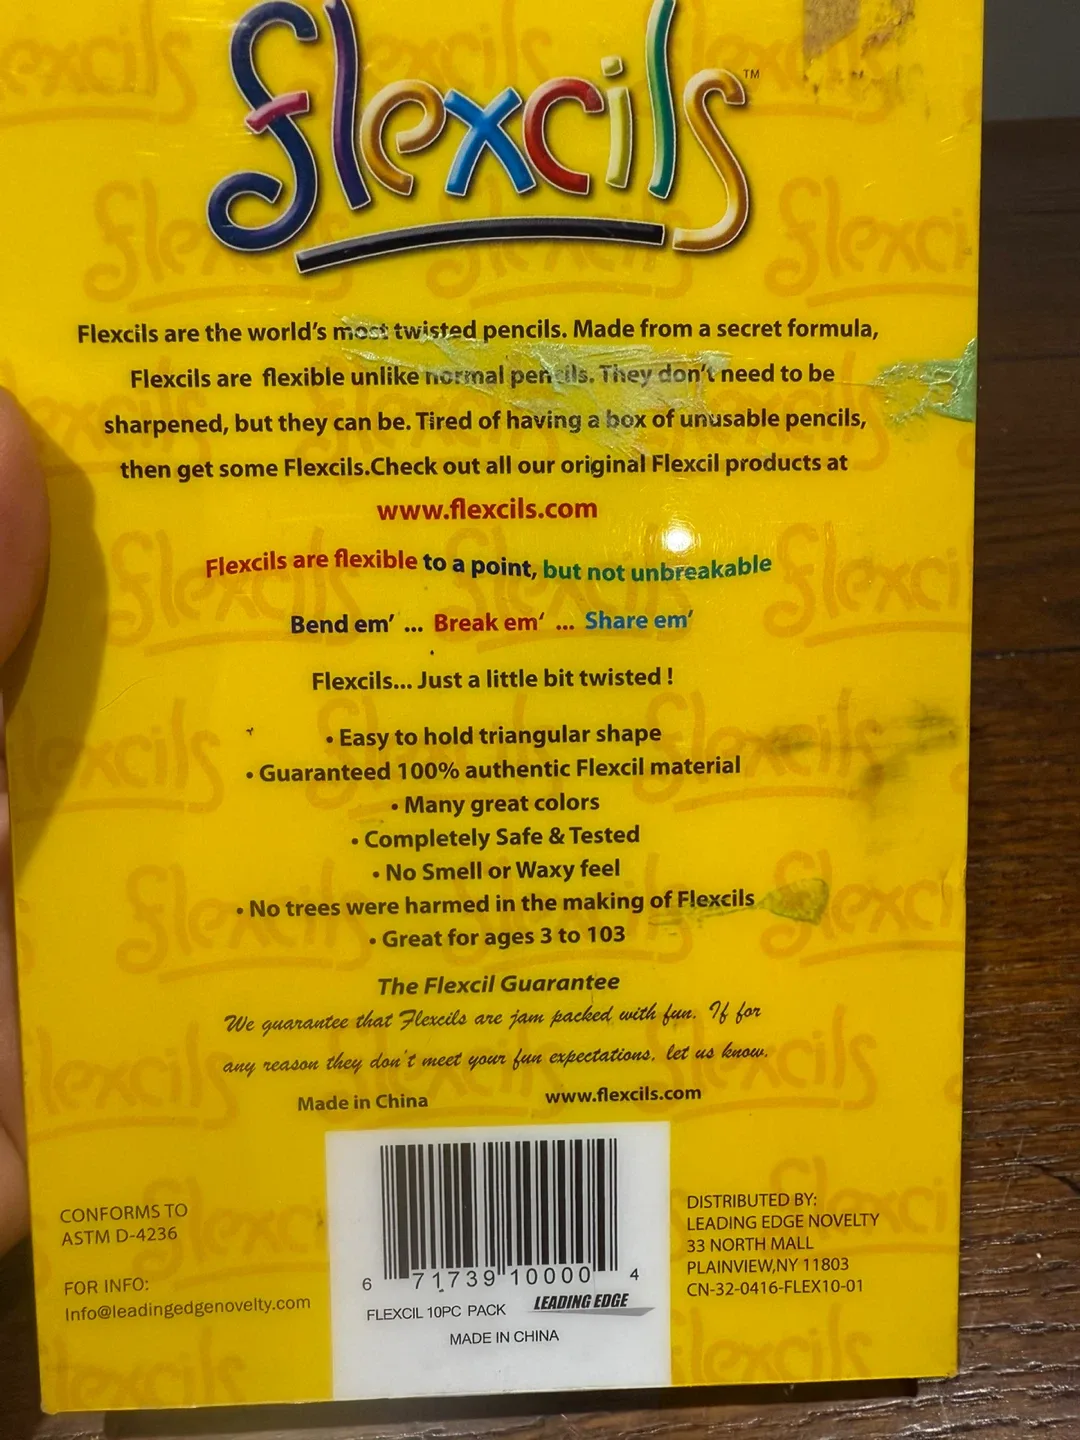 flexcils™
Flexcils are the world's most twisted pencils. Made from a secret formula,
Flexcils are flexible unlike normal pencils. They don't need to be
sharpened, but they can be. Tired of having a box of unusable pencils,
then get some Flexcils.Check out all our original Flexcil products at
www.flexcils.com
Flexcils are flexible to a point, but not unbreakable
Bend em' ... Break em' ... Share em'
Flexcils... Just a little bit twisted !
• Easy to hold triangular shape
• Guaranteed 100% authentic Flexcil material
• Many great colors
• Completely Safe & Tested
• No Smell or Waxy feel
• No trees were harmed in the making of Flexcils
• Great for ages 3 to 103
The Flexcil Guarantee
We guarantee that Flexcils are jam packed with fun. If for
any reason they don't meet your fun expectations, let us know.
Made in China www.flexcils.com
CONFORMS TO
ASTM D-4236
FOR INFO:
Info@leadingedgenovelty.com
6 71739 10000 4
FLEXCIL 10PC PACK LEADING EDGE
MADE IN CHINA
DISTRIBUTED BY:
LEADING EDGE NOVELTY
33 NORTH MALL
PLAINVIEW,NY 11803
CN-32-0416-FLEX10-01